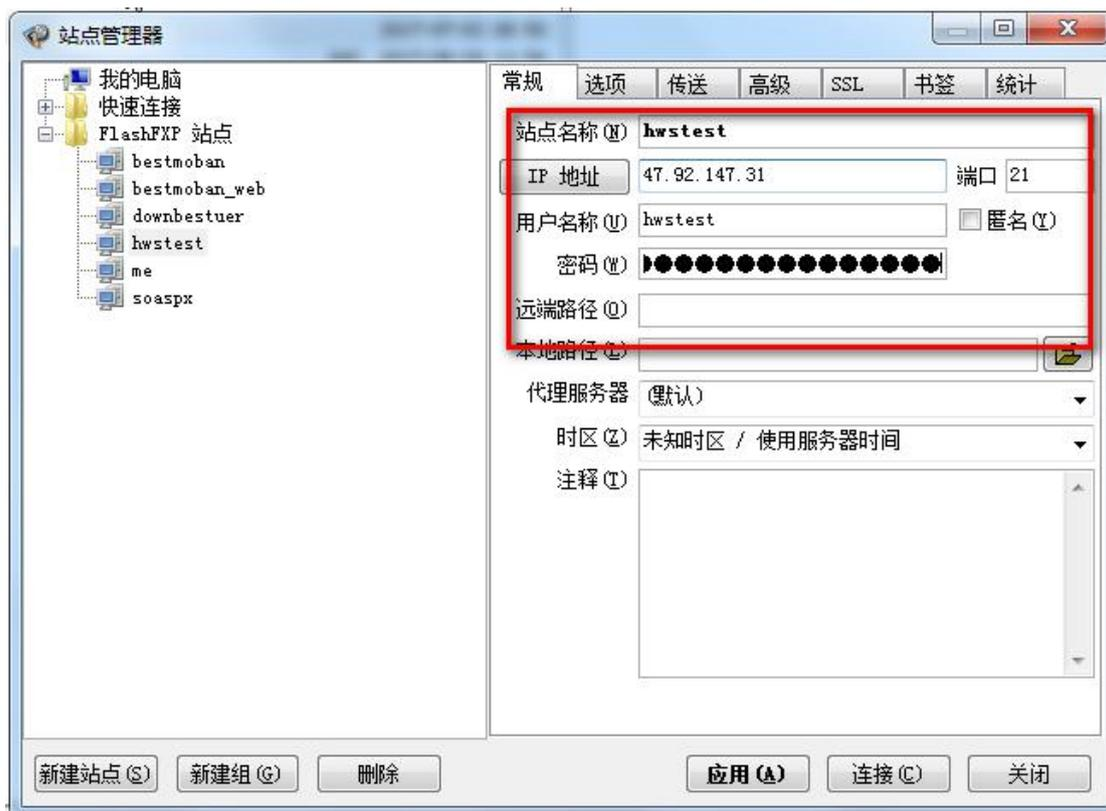 站点管理器
我的电脑
快速连接
FlashFXP 站点
bestmoban
bestmoban_web
downbestuer
hwstest
me
soaspx
常规 选项 传送 高级 SSL 书签 统计
站点名称(N) hwstest
IP 地址 47.92.147.31 端口 21
用户名称(U) hwstest 匿名(Y)
密码(W) ●●●●●●●●●●●●●●●
远端路径(O)
本地路径(L)
代理服务器 (默认)
时区(Z) 未知时区 / 使用服务器时间
注释(T)
新建站点(S) 新建组(G) 删除 应用(A) 连接(C) 关闭